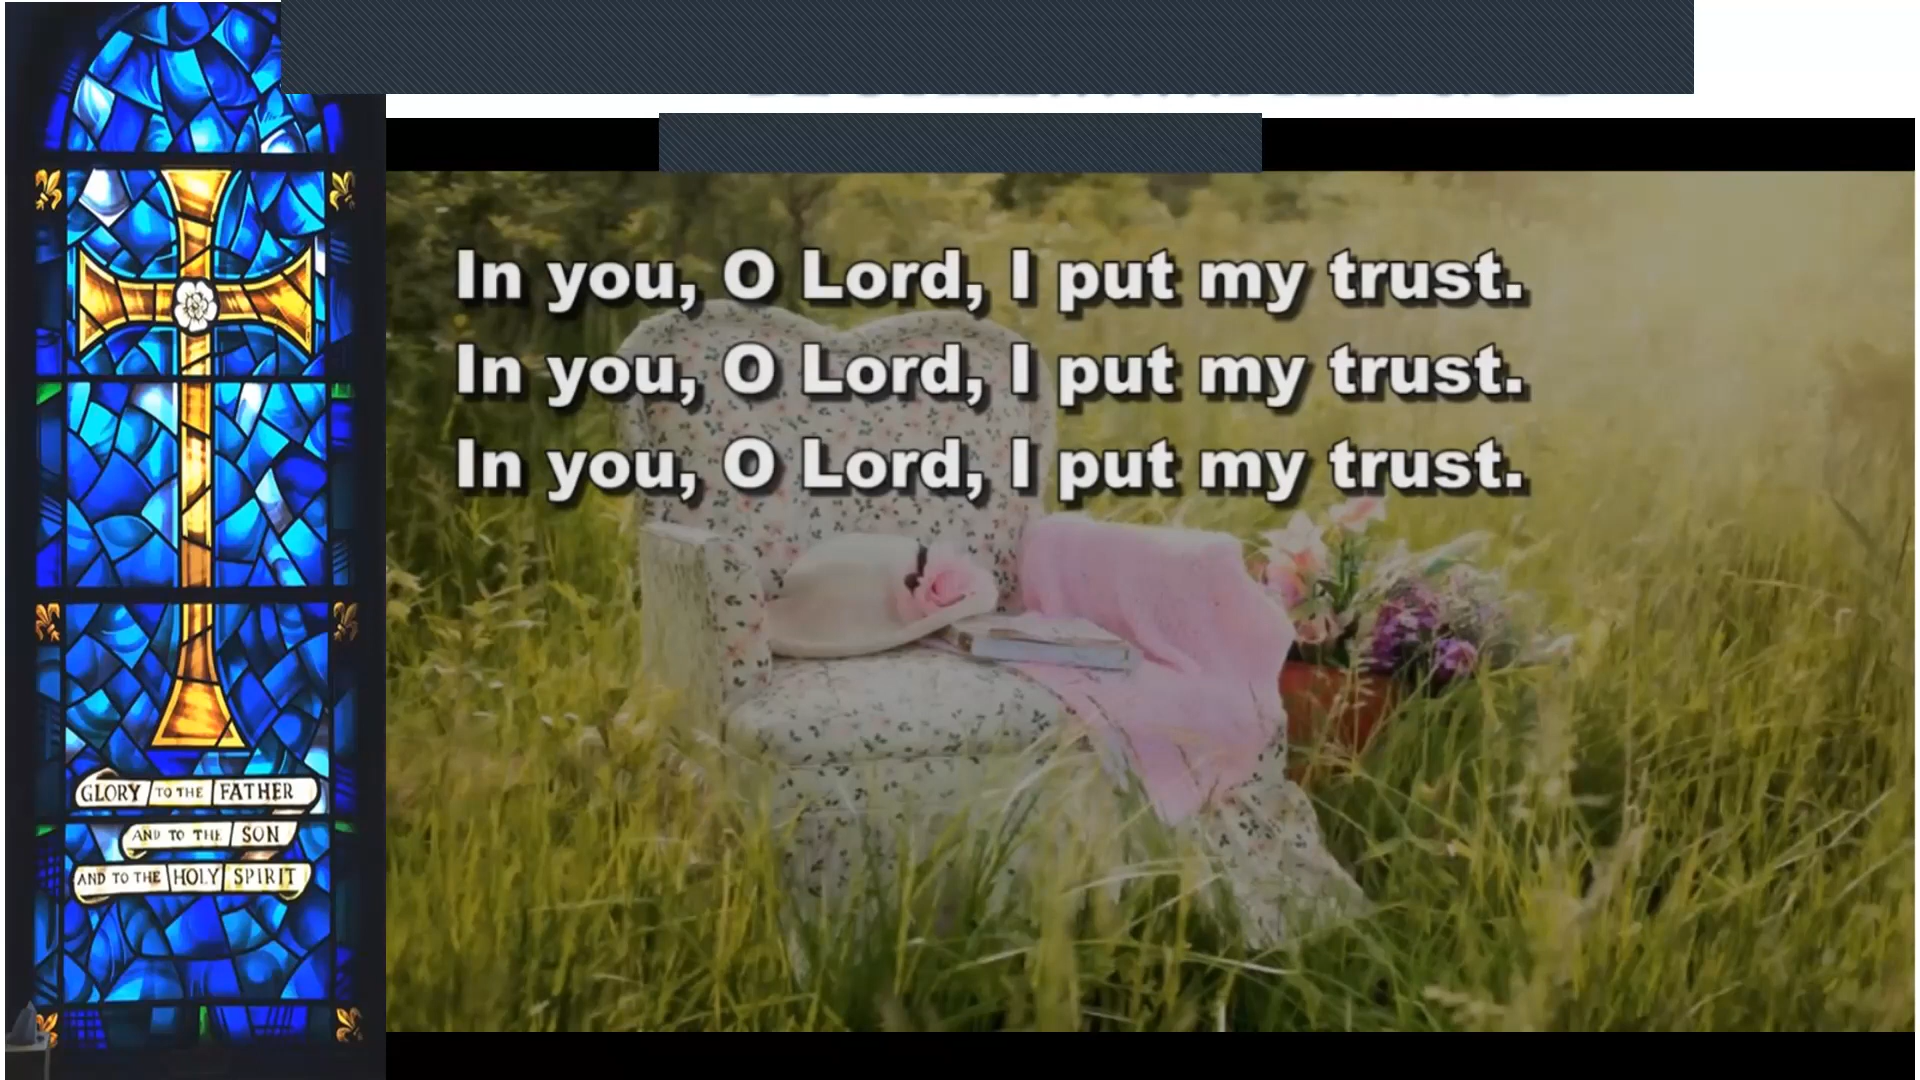 In you, O Lord, I put my trust.
In you, O Lord, I put my trust.
In you, O Lord, I put my trust.
GLORY TO THE FATHER
AND TO THE SON
AND TO THE HOLY SPIRIT